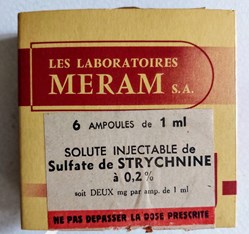 LES LABORATOIRES
MERAM S.A.
6 AMPOULES de 1 ml
SOLUTE INJECTABLE de
Sulfate de STRYCHNINE
à 0,2%
soit DEUX mg par amp. de 1 ml
NE PAS DEPASSER LA DOSE PRESCRITE